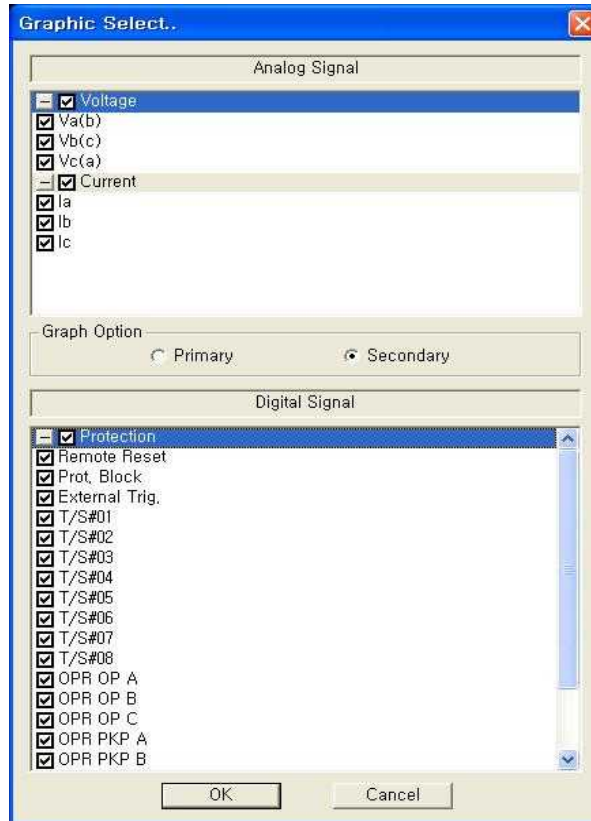 Graphic Select..
Analog Signal
Voltage
Va(b)
Vb(c)
Vc(a)
Current
Ia
Ib
Ic
Graph Option
Primary
Secondary
Digital Signal
Protection
Remote Reset
Prot. Block
External Trig.
T/S#01
T/S#02
T/S#03
T/S#04
T/S#05
T/S#06
T/S#07
T/S#08
OPR OP A
OPR OP B
OPR OP C
OPR PKP A
OPR PKP B
OK Cancel